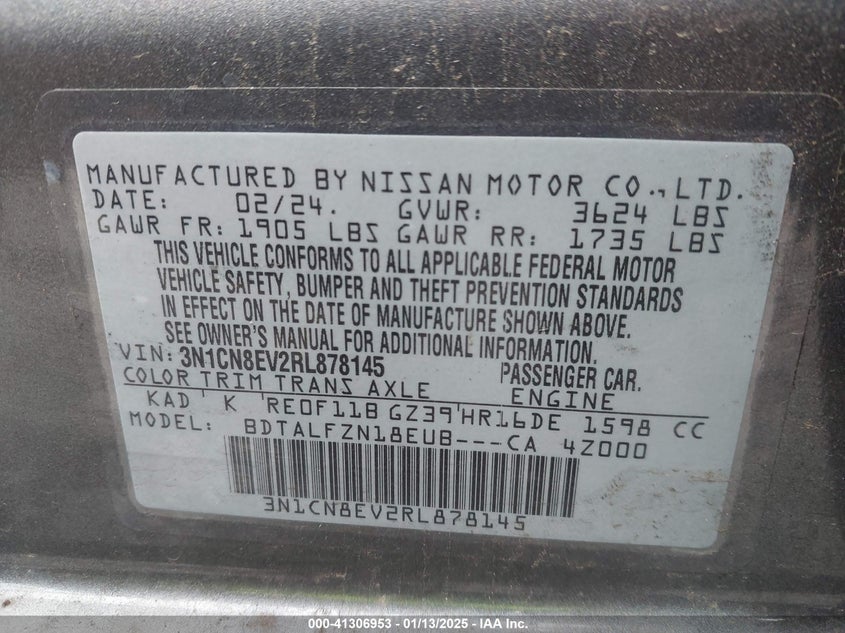 MANUFACTURED BY NISSAN MOTOR CO., LTD.
DATE: 02/24. GVWR: 3624 LBS
GAWR FR: 1905 LBS GAWR RR: 1735 LBS
THIS VEHICLE CONFORMS TO ALL APPLICABLE FEDERAL MOTOR
VEHICLE SAFETY, BUMPER AND THEFT PREVENTION STANDARDS
IN EFFECT ON THE DATE OF MANUFACTURE SHOWN ABOVE.
SEE OWNER'S MANUAL FOR ADDITIONAL INFORMATION.
VIN: 3N1CN8EV2RL878145 PASSENGER CAR.
COLOR TRIM TRANS AXLE ENGINE
KAD K RE0F11B GZ39 HR16DE 1598 CC
MODEL: BDTALFZN18EUB---CA 4Z000
3N1CN8EV2RL878145
000-41306953 - 01/13/2025 - IAA Inc.